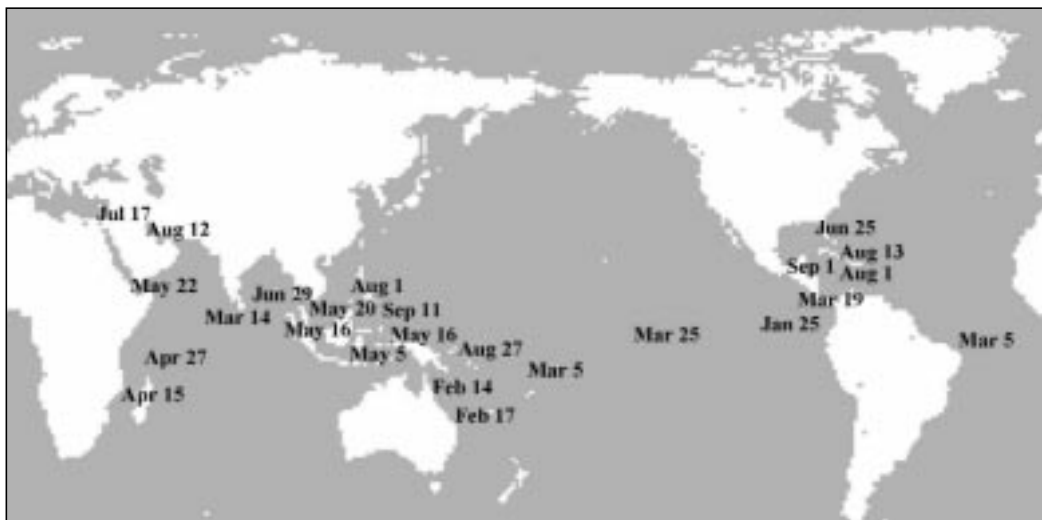 Jul 17
Jun 25
Aug 12
Aug 13
Sep 1
Aug 1
May 22
Jun 29
Aug 1
Mar 19
May 20
Sep 11
Mar 14
Jan 25
May 16
May 16
Mar 25
Mar 5
Aug 27
May 5
Apr 27
Mar 5
Feb 14
Apr 15
Feb 17